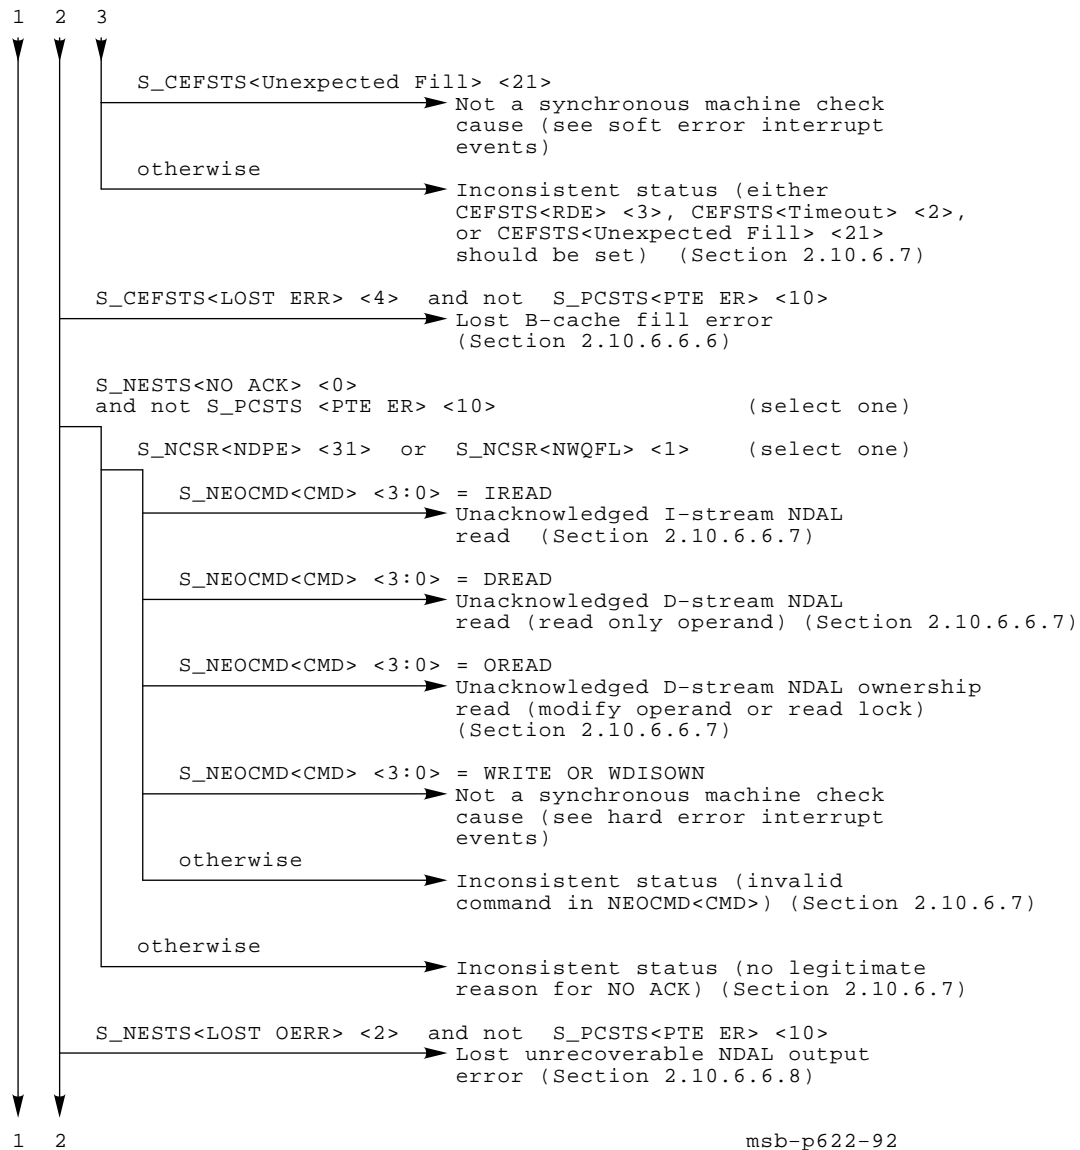 1 2 3
S_CEFSTS<Unexpected Fill> <21>
Not a synchronous machine check
cause (see soft error interrupt
events)
otherwise
Inconsistent status (either
CEFSTS<RDE> <3>, CEFSTS<Timeout> <2>,
or CEFSTS<Unexpected Fill> <21>
should be set) (Section 2.10.6.7)
S_CEFSTS<LOST ERR> <4> and not S_PCSTS<PTE ER> <10>
Lost B-cache fill error
(Section 2.10.6.6.6)
S_NESTS<NO ACK> <0>
and not S_PCSTS <PTE ER> <10> (select one)
S_NCSR<NDPE> <31> or S_NCSR<NWQFL> <1> (select one)
S_NEOCMD<CMD> <3:0> = IREAD
Unacknowledged I-stream NDAL
read (Section 2.10.6.6.7)
S_NEOCMD<CMD> <3:0> = DREAD
Unacknowledged D-stream NDAL
read (read only operand) (Section 2.10.6.6.7)
S_NEOCMD<CMD> <3:0> = OREAD
Unacknowledged D-stream NDAL ownership
read (modify operand or read lock)
(Section 2.10.6.6.7)
S_NEOCMD<CMD> <3:0> = WRITE OR WDISOWN
Not a synchronous machine check
cause (see hard error interrupt
events)
otherwise
Inconsistent status (invalid
command in NEOCMD<CMD>) (Section 2.10.6.7)
otherwise
Inconsistent status (no legitimate
reason for NO ACK) (Section 2.10.6.7)
S_NESTS<LOST OERR> <2> and not S_PCSTS<PTE ER> <10>
Lost unrecoverable NDAL output
error (Section 2.10.6.6.8)
1 2
msb-p622-92